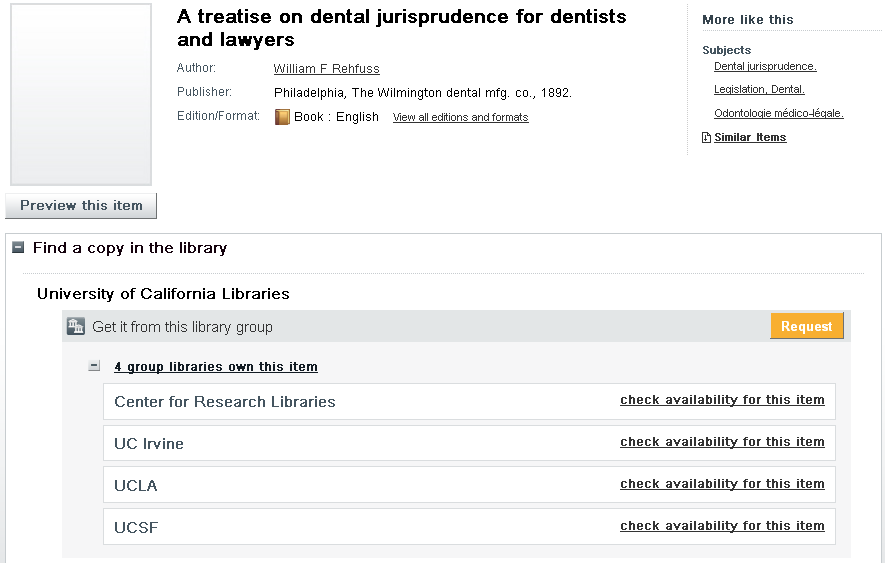 A treatise on dental jurisprudence for dentists
and lawyers
Author: William F Rehfuss
Publisher: Philadelphia, The Wilmington dental mfg. co., 1892.
Edition/Format: Book : English View all editions and formats
Preview this item
More like this
Subjects
Dental jurisprudence.
Legislation, Dental.
Odontologie médico-légale.
Similar Items
Find a copy in the library
University of California Libraries
Get it from this library group Request
4 group libraries own this item
Center for Research Libraries check availability for this item
UC Irvine check availability for this item
UCLA check availability for this item
UCSF check availability for this item